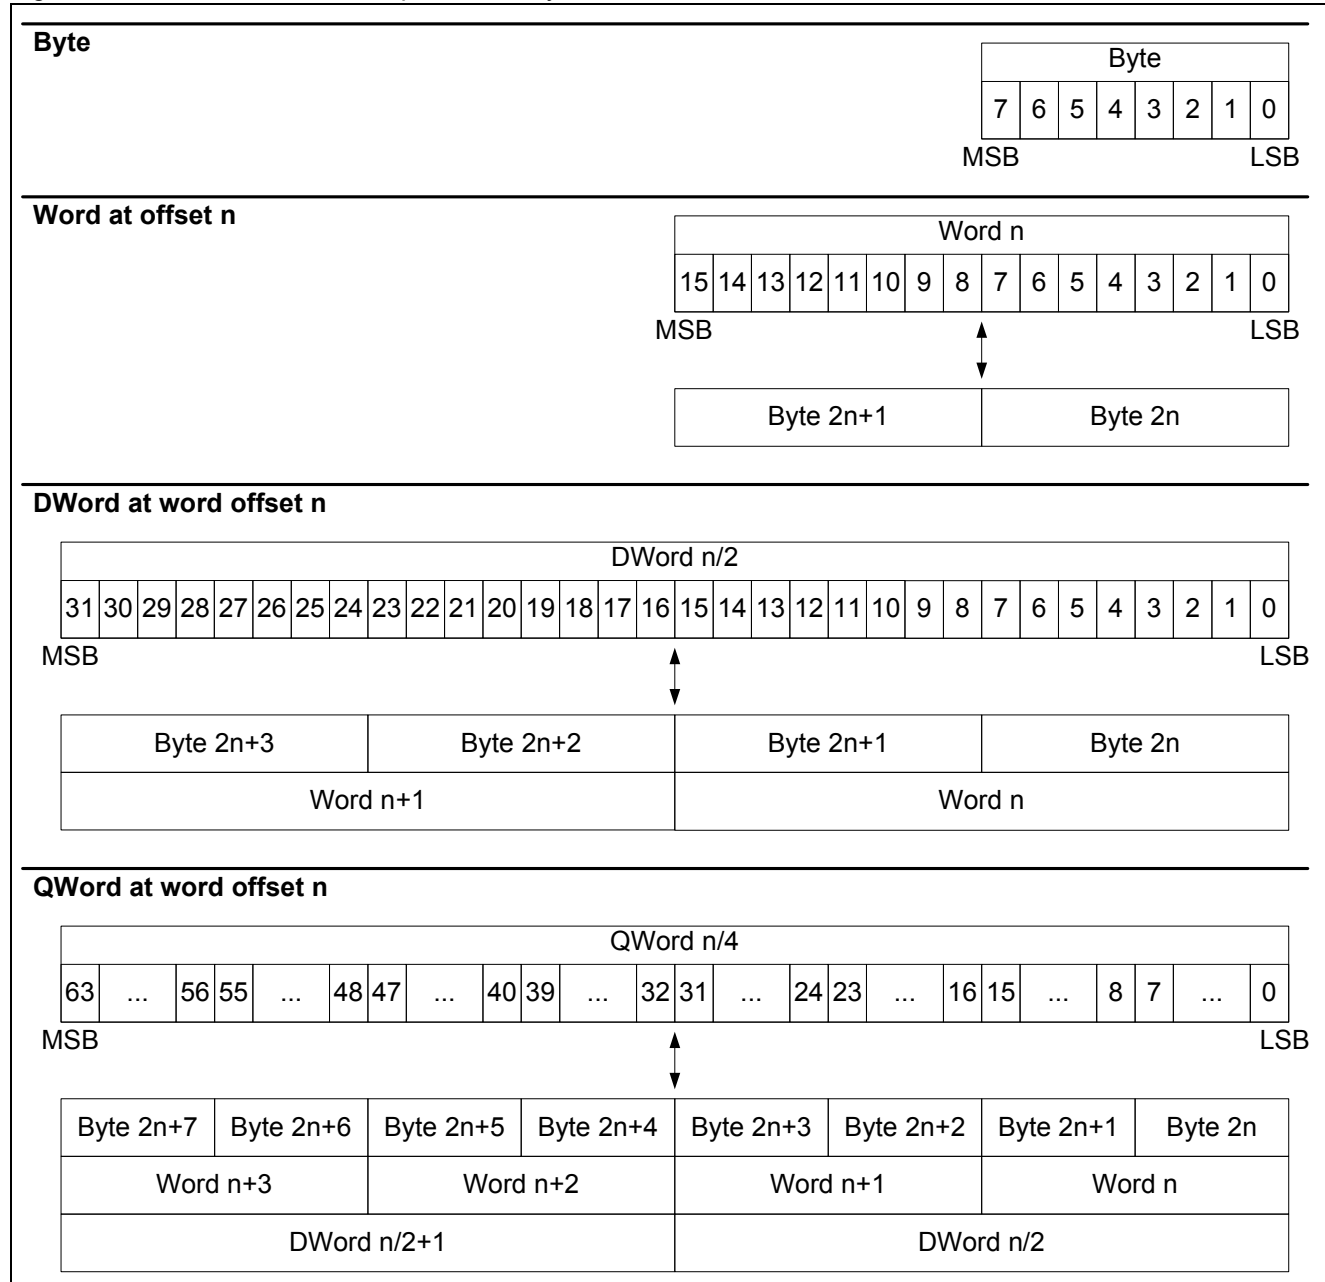 Byte
Byte
7 6 5 4 3 2 1 0
MSB LSB
Word at offset n
Word n
15 14 13 12 11 10 9 8 7 6 5 4 3 2 1 0
MSB LSB
Byte 2n+1 Byte 2n
DWord at word offset n
DWord n/2
31 30 29 28 27 26 25 24 23 22 21 20 19 18 17 16 15 14 13 12 11 10 9 8 7 6 5 4 3 2 1 0
MSB LSB
Byte 2n+3 Byte 2n+2 Byte 2n+1 Byte 2n
Word n+1 Word n
QWord at word offset n
QWord n/4
63 ... 56 55 ... 48 47 ... 40 39 ... 32 31 ... 24 23 ... 16 15 ... 8 7 ... 0
MSB LSB
Byte 2n+7 Byte 2n+6 Byte 2n+5 Byte 2n+4 Byte 2n+3 Byte 2n+2 Byte 2n+1 Byte 2n
Word n+3 Word n+2 Word n+1 Word n
DWord n/2+1 DWord n/2